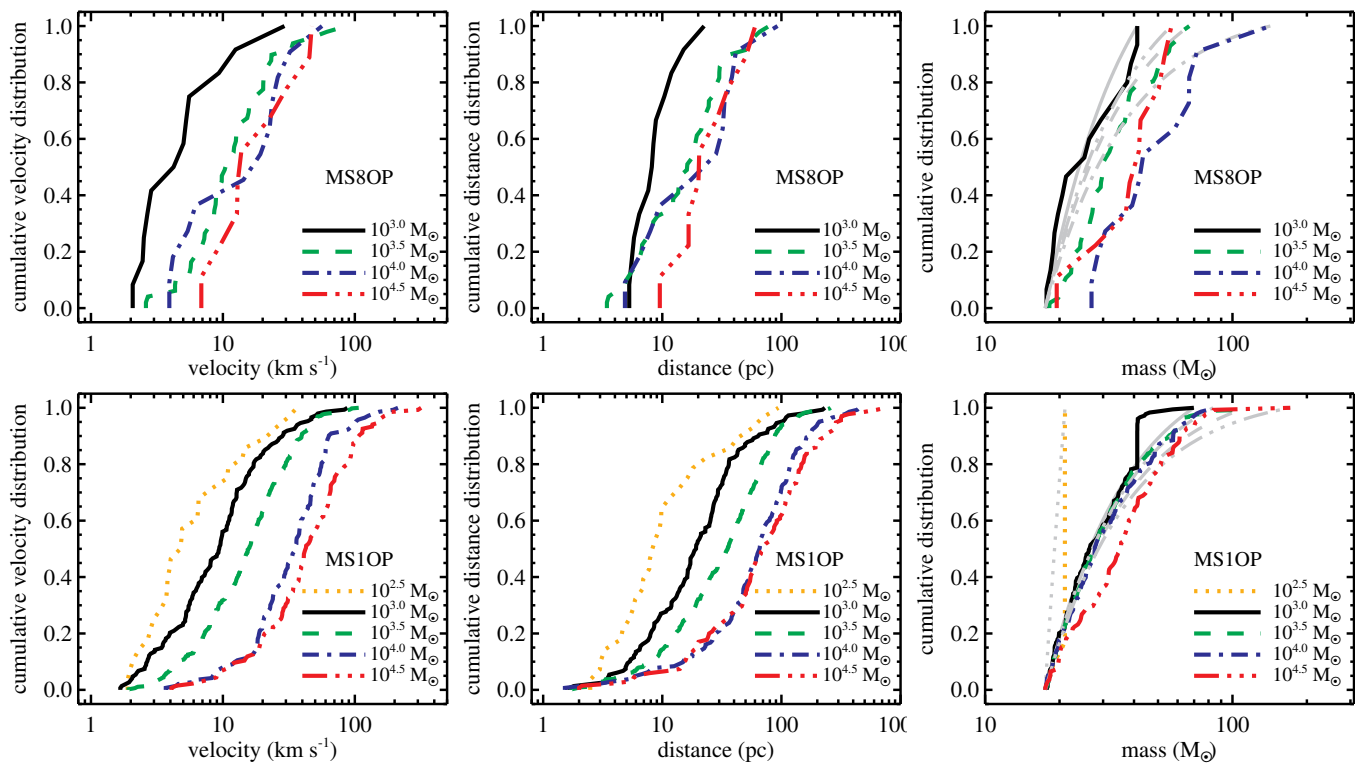 cumulative velocity distribution
1.0
0.8
0.6
0.4
0.2
0.0
MS8OP
10^3.0 M⊙
10^3.5 M⊙
10^4.0 M⊙
10^4.5 M⊙
1 10 100
velocity (km s^-1)
cumulative distance distribution
1.0
0.8
0.6
0.4
0.2
0.0
MS8OP
10^3.0 M⊙
10^3.5 M⊙
10^4.0 M⊙
10^4.5 M⊙
1 10 100
distance (pc)
cumulative distribution
1.0
0.8
0.6
0.4
0.2
0.0
MS8OP
10^3.0 M⊙
10^3.5 M⊙
10^4.0 M⊙
10^4.5 M⊙
10 100
mass (M⊙)
cumulative velocity distribution
1.0
0.8
0.6
0.4
0.2
0.0
MS1OP
10^2.5 M⊙
10^3.0 M⊙
10^3.5 M⊙
10^4.0 M⊙
10^4.5 M⊙
1 10 100
velocity (km s^-1)
cumulative distance distribution
1.0
0.8
0.6
0.4
0.2
0.0
MS1OP
10^2.5 M⊙
10^3.0 M⊙
10^3.5 M⊙
10^4.0 M⊙
10^4.5 M⊙
1 10 100
distance (pc)
cumulative distribution
1.0
0.8
0.6
0.4
0.2
0.0
MS1OP
10^2.5 M⊙
10^3.0 M⊙
10^3.5 M⊙
10^4.0 M⊙
10^4.5 M⊙
10 100
mass (M⊙)